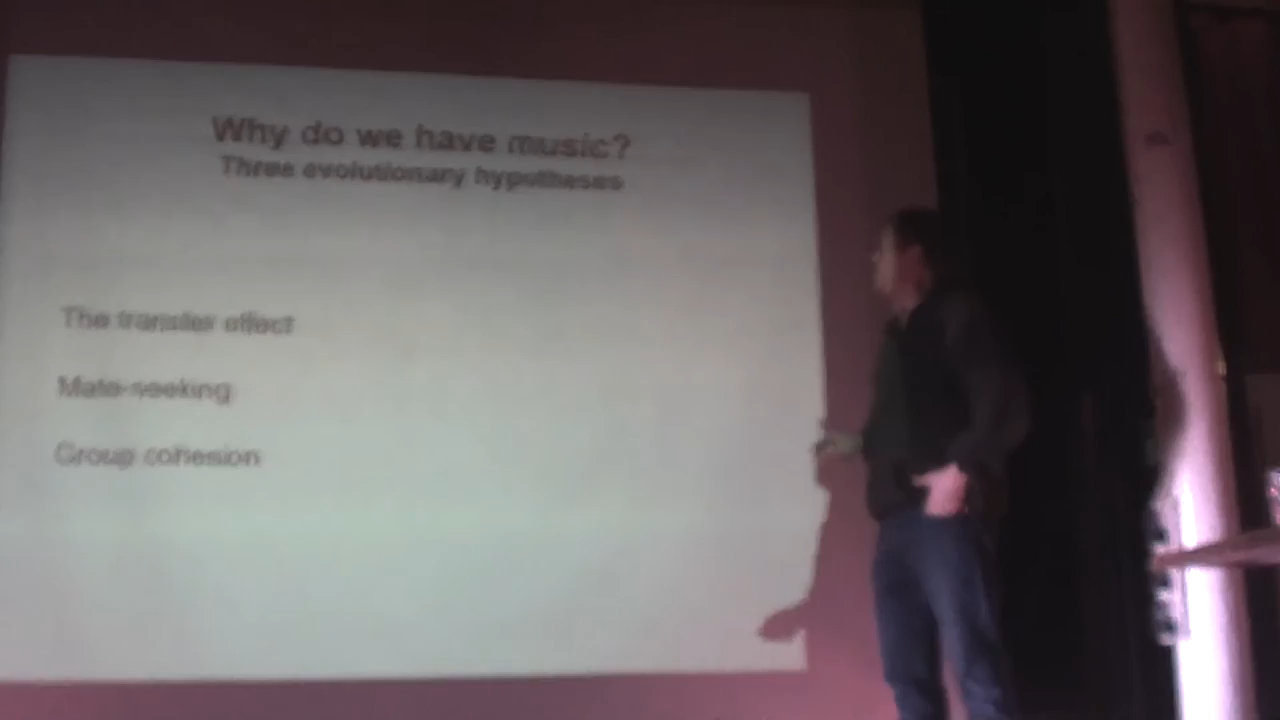 Why do we have music?
Three evolutionary hypotheses
The transfer effect
Mate-seeking
Group cohesion